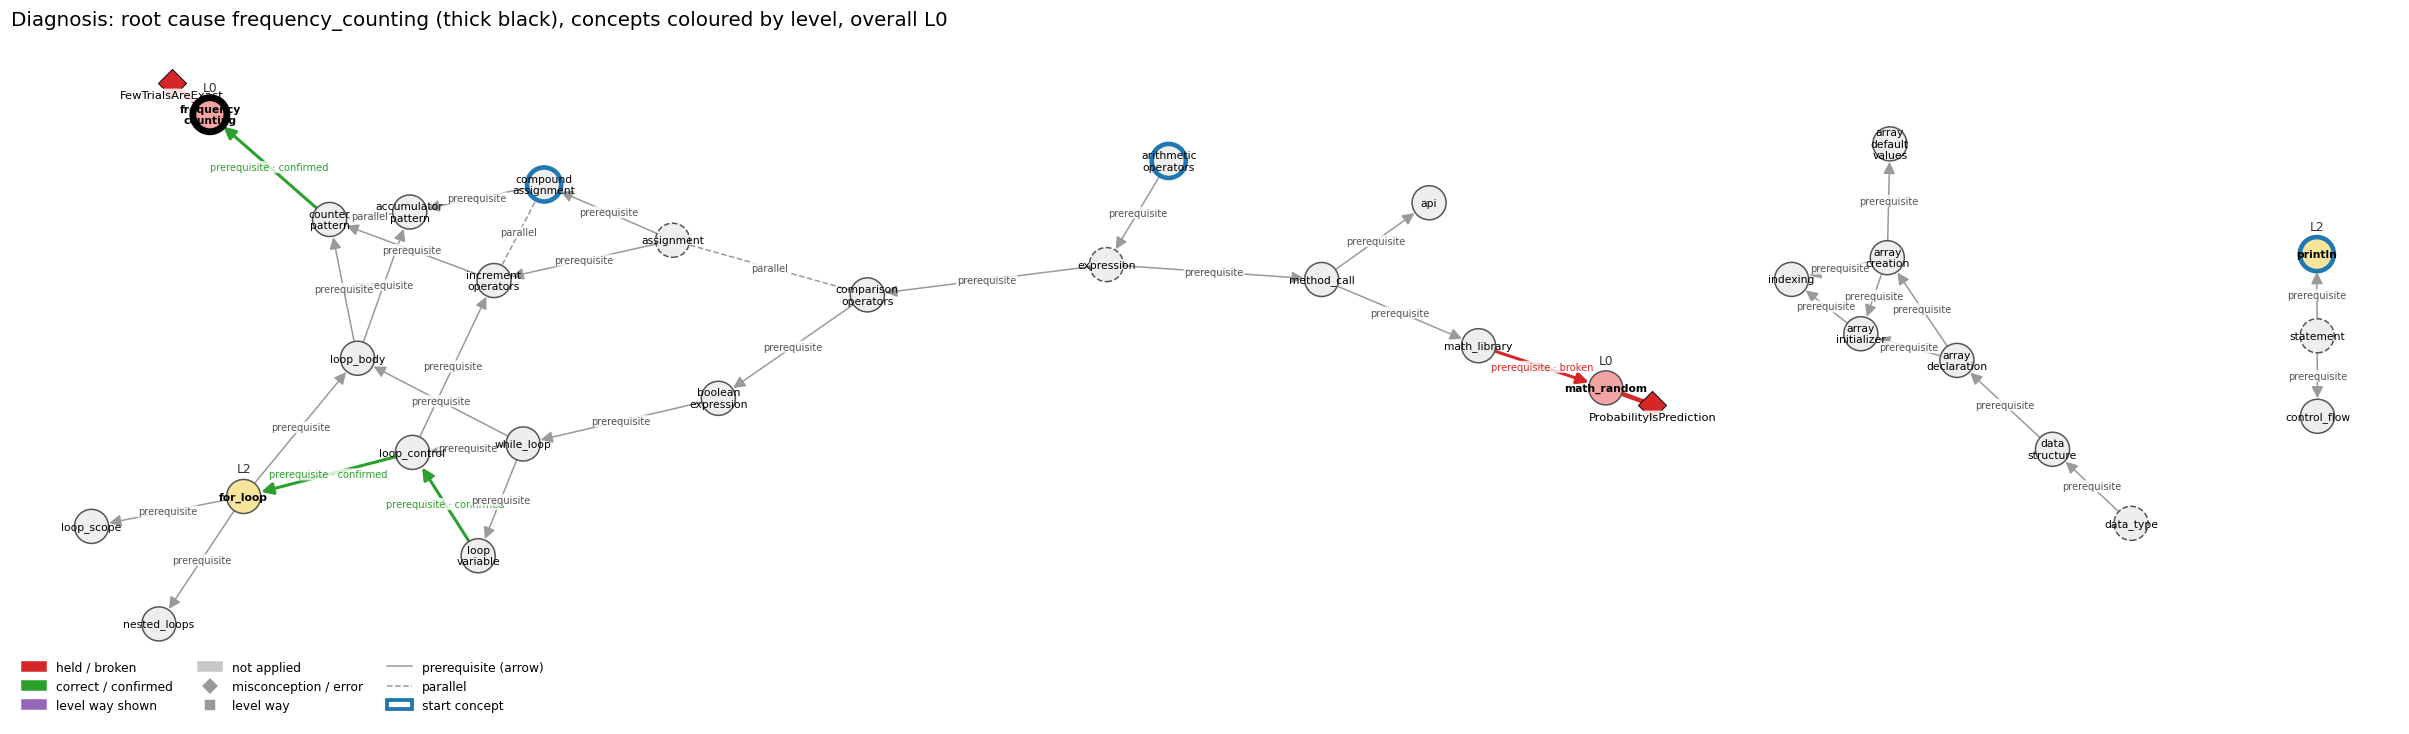 Diagnosis: root cause frequency_counting (thick black), concepts coloured by level, overall L0
FewTrialsAreExact
L0
frequency
counting
prerequisite · confirmed
counter
pattern
parallel
accumulator
pattern
prerequisite
compound
assignment
prerequisite
parallel
assignment
prerequisite
prerequisite
increment
operators
parallel
comparison
operators
prerequisite
expression
prerequisite
arithmetic
operators
prerequisite
method_call
prerequisite
api
prerequisite
math_library
prerequisite · broken
L0
math_random
ProbabilityIsPrediction
prerequisite
prerequisite
loop_body
prerequisite
prerequisite
boolean
expression
prerequisite
prerequisite
prerequisite
while_loop
prerequisite
loop_control
prerequisite · confirmed
L2
for_loop
prerequisite
loop_scope
prerequisite
prerequisite · confirmed
prerequisite
loop
variable
prerequisite
nested_loops
array
default
values
prerequisite
array
creation
prerequisite
indexing
prerequisite
prerequisite
prerequisite
array
initializer
prerequisite
array
declaration
prerequisite
data
structure
prerequisite
data_type
L2
println
prerequisite
statement
prerequisite
control_flow
held / broken
correct / confirmed
level way shown
not applied
misconception / error
level way
prerequisite (arrow)
parallel
start concept